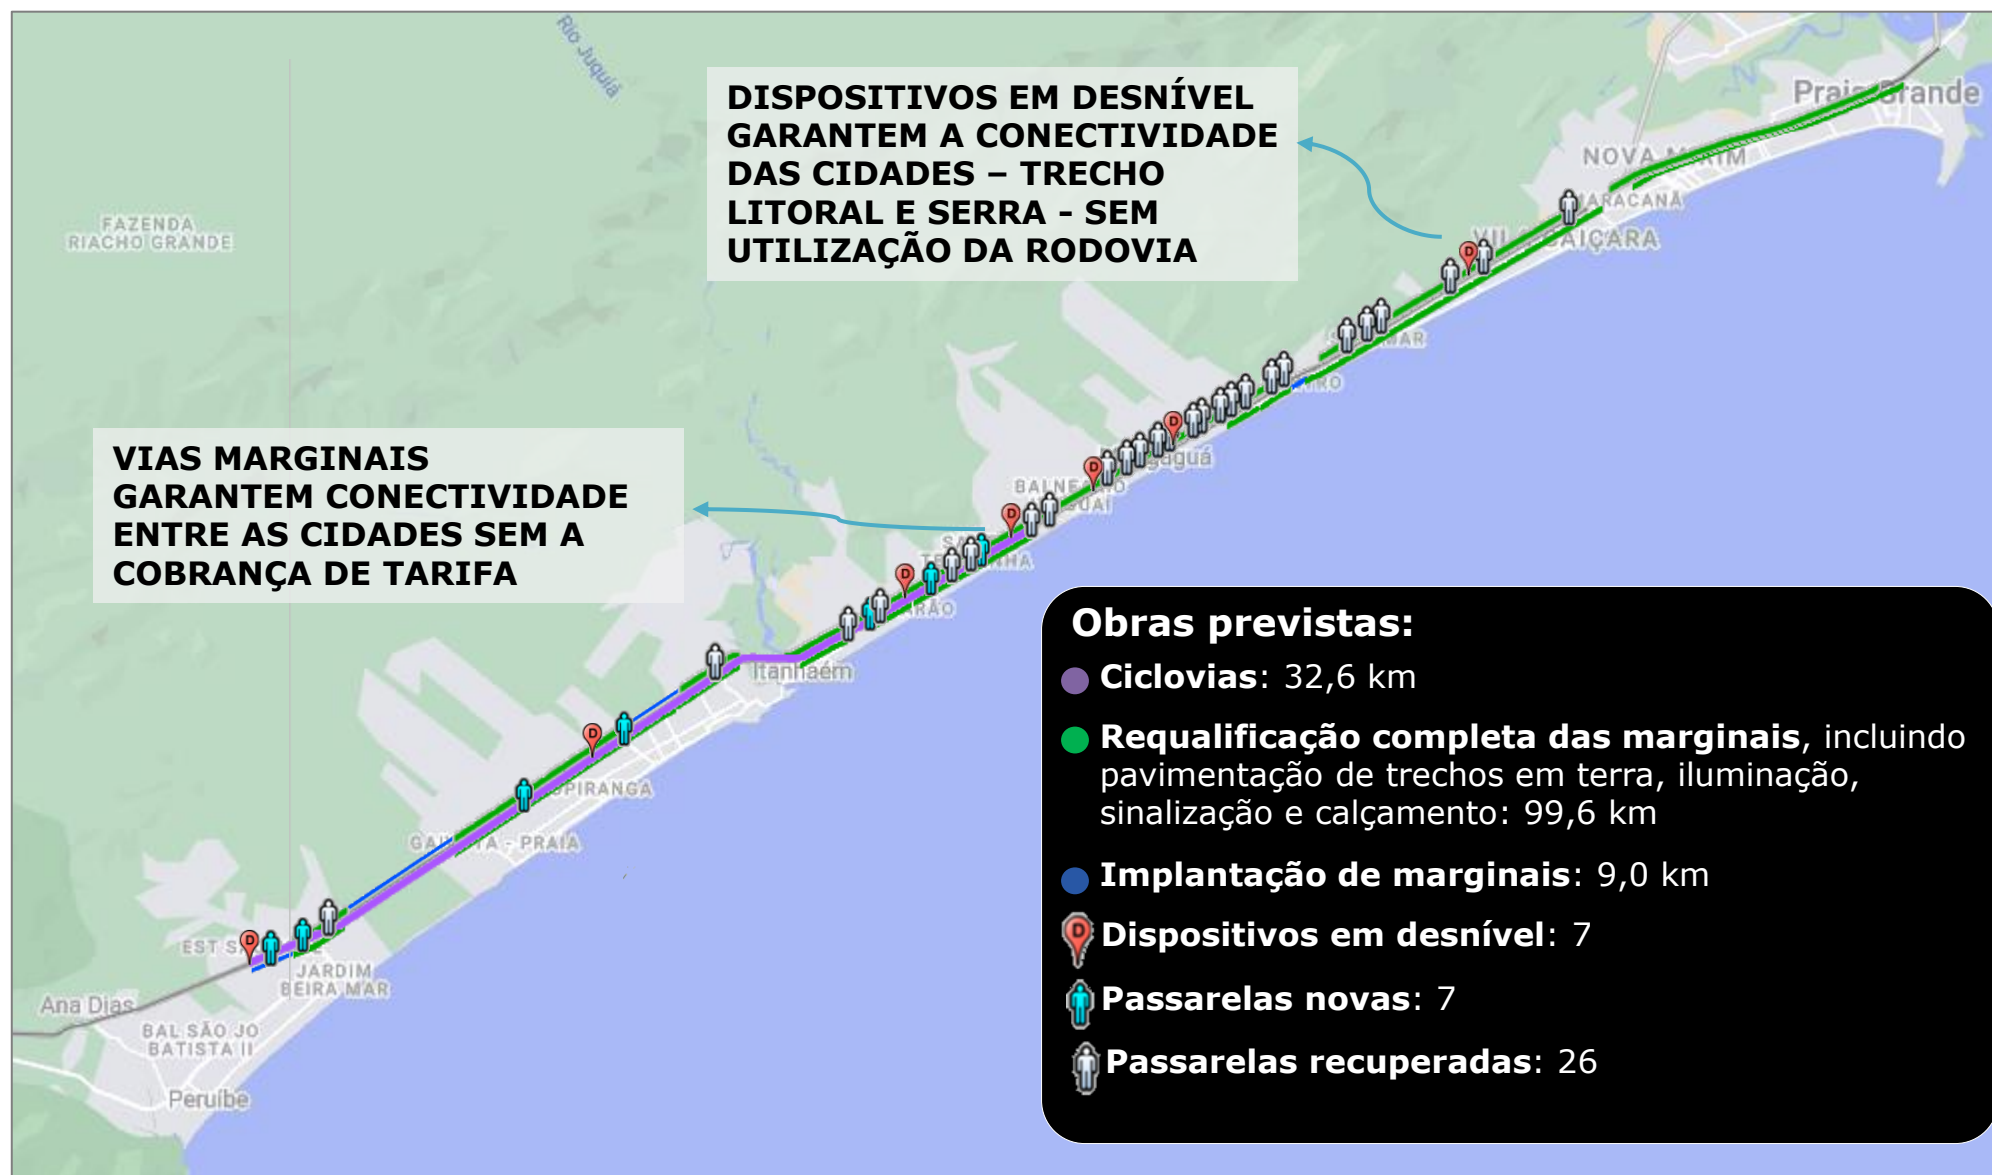 Rio Juquiá
DISPOSITIVOS EM DESNÍVEL
GARANTEM A CONECTIVIDADE
DAS CIDADES – TRECHO
LITORAL E SERRA - SEM
UTILIZAÇÃO DA RODOVIA
Praia Grande
NOVA
FAZENDA
RIACHO GRANDE
ARACANÃ
AIÇARA
VIAS MARGINAIS
GARANTEM CONECTIVIDADE
ENTRE AS CIDADES SEM A
COBRANÇA DE TARIFA
Itanhaém
PIRANGA
- PRAIA
JARDIM
BEIRA MAR
Ana Dias
BAL SÃO JO
BATISTA II
Peruíbe
Obras previstas:
Ciclovias: 32,6 km
Requalificação completa das marginais, incluindo
pavimentação de trechos em terra, iluminação,
sinalização e calçamento: 99,6 km
Implantação de marginais: 9,0 km
D Dispositivos em desnível: 7
Passarelas novas: 7
Passarelas recuperadas: 26